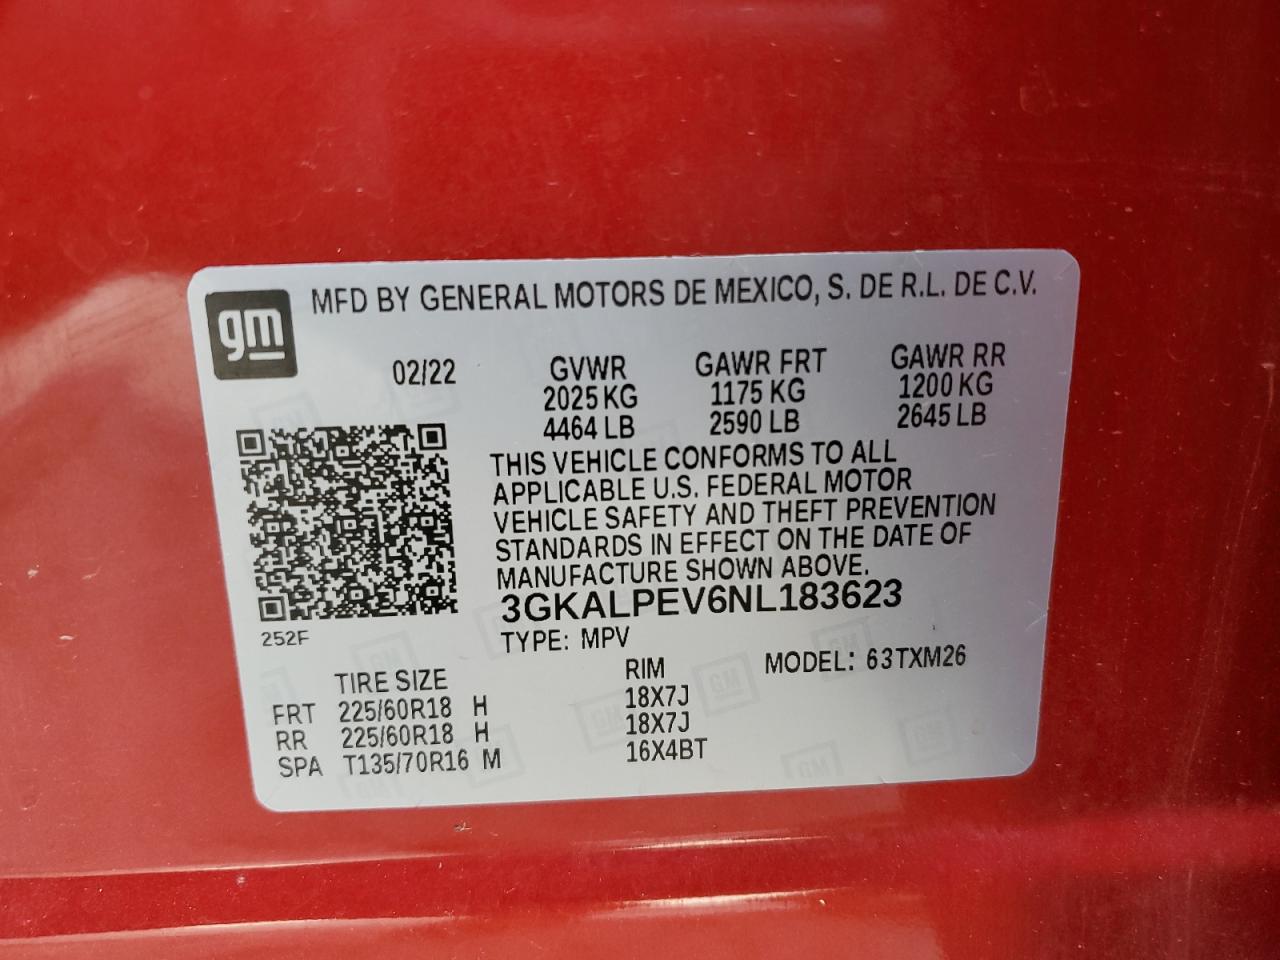 gm
MFD BY GENERAL MOTORS DE MEXICO, S. DE R.L. DE C.V.
02/22 GVWR GAWR FRT GAWR RR
2025 KG 1175 KG 1200 KG
4464 LB 2590 LB 2645 LB
THIS VEHICLE CONFORMS TO ALL
APPLICABLE U.S. FEDERAL MOTOR
VEHICLE SAFETY AND THEFT PREVENTION
STANDARDS IN EFFECT ON THE DATE OF
MANUFACTURE SHOWN ABOVE.
3GKALPEV6NL183623
252F
TYPE: MPV
MODEL: 63TXM26
TIRE SIZE RIM
FRT 225/60R18 H 18X7J
RR 225/60R18 H 18X7J
SPA T135/70R16 M 16X4BT